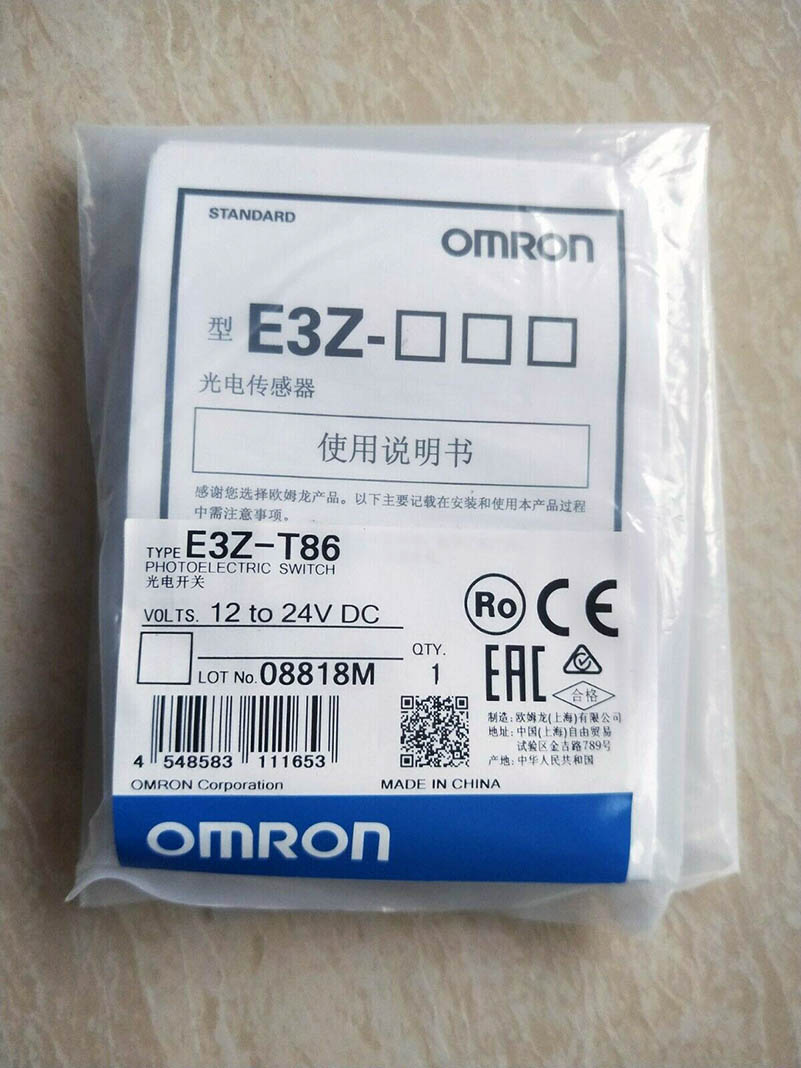 STANDARD
OMRON
型 E3Z-□□□
光电传感器
使用说明书
感谢您选择欧姆龙产品。以下主要记载在安装和使用本产品过程
中需注意事项。
TYPE E3Z-T86
PHOTOELECTRIC SWITCH
光电开关
VOLTS. 12 to 24V DC
LOT No. 08818M
QTY.
1
Ro CE
EAC
合格
制造:欧姆龙(上海)有限公司
地址:中国(上海)自由贸易
试验区金吉路789号
产地:中华人民共和国
4 548583 111653
OMRON Corporation
MADE IN CHINA
OMRON